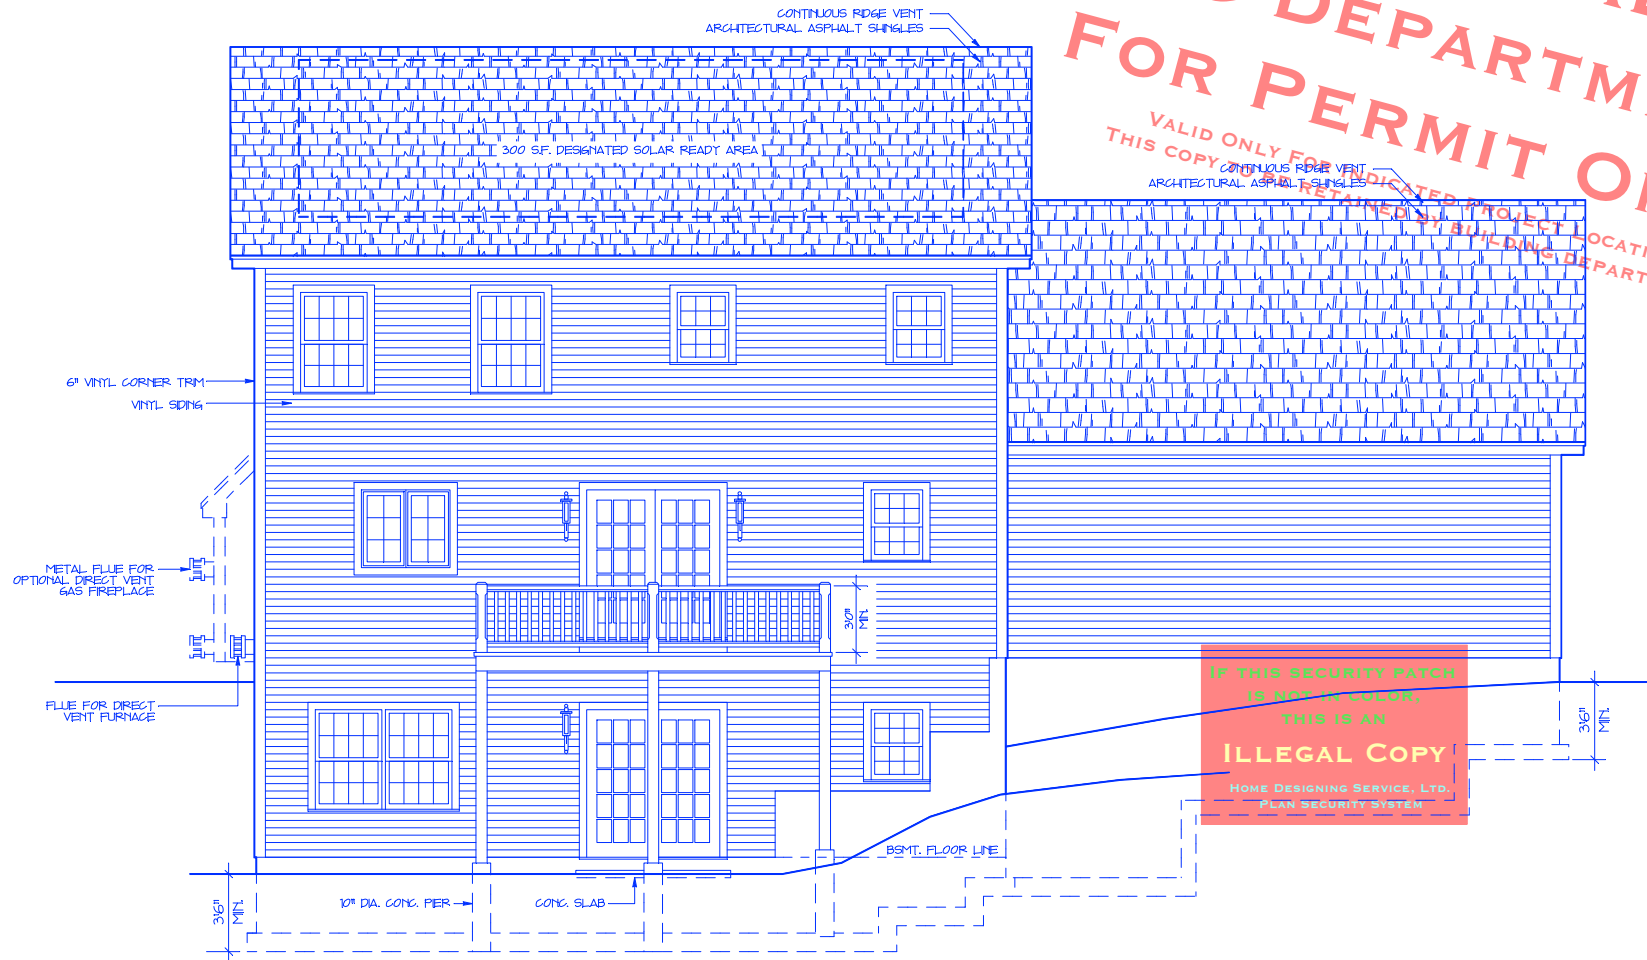 CONTINUOUS RIDGE VENT
ARCHITECTURAL ASPHALT SHINGLES
DEPARTM
FOR PERMIT
VALID ONLY FOR INDICATED PROJECT LOCATI
THIS COPY TO BE RETAINED BY BUILDING DEPART
300 S.F. DESIGNATED SOLAR READY AREA
CONTINUOUS RIDGE VENT
ARCHITECTURAL ASPHALT SHINGLES
6" VINYL CORNER TRIM
VINYL SIDING
METAL FLUE FOR
OPTIONAL DIRECT VENT
GAS FIREPLACE
3'0"
MIN.
FLUE FOR DIRECT
VENT FURNACE
IF THIS SECURITY PATCH
IS NOT IN COLOR,
THIS IS AN
ILLEGAL COPY
HOME DESIGNING SERVICE, LTD.
PLAN SECURITY SYSTEM
3'6"
MIN.
BSMT. FLOOR LINE
3'6"
MIN.
10" DIA. CONC. PIER
CONC. SLAB